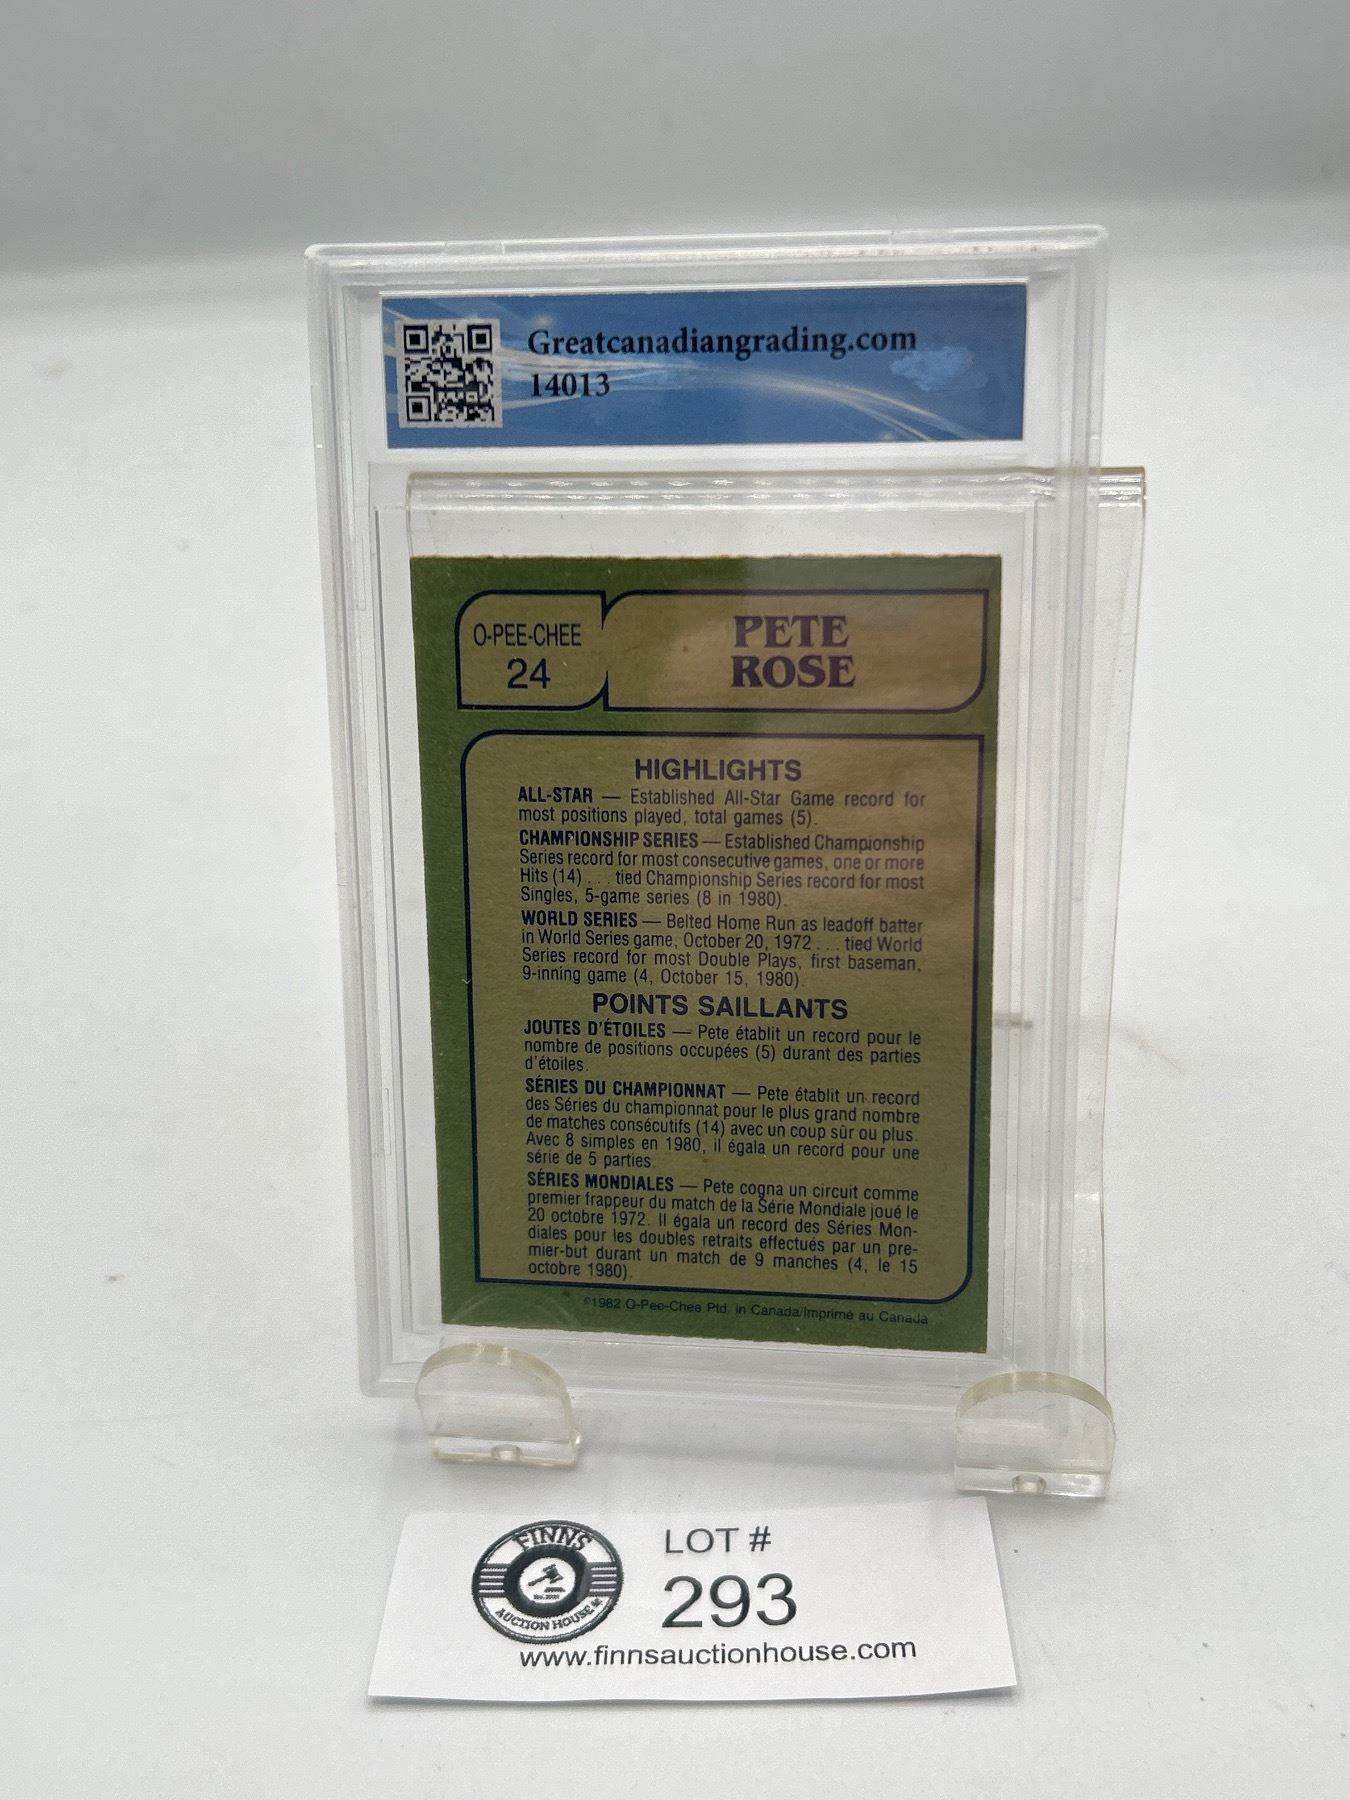 Greatcanadiangrading.com
14013
O-PEE-CHEE
24
PETE
ROSE
HIGHLIGHTS
ALL-STAR — Established All-Star Game record for
most positions played, total games (5).
CHAMPIONSHIP SERIES — Established Championship
Series record for most consecutive games, one or more
Hits (14) . . . tied Championship Series record for most
Singles, 5-game series (8 in 1980).
WORLD SERIES — Belted Home Run as leadoff batter
in World Series game, October 20, 1972 . . . tied World
Series record for most Double Plays, first baseman,
9-inning game (4, October 15, 1980).
POINTS SAILLANTS
JOUTES D'ÉTOILES — Pete établit un record pour le
nombre de positions occupées (5) durant des parties
d'étoiles.
SÉRIES DU CHAMPIONNAT — Pete établit un record
des Séries du championnat pour le plus grand nombre
de matches consécutifs (14) avec un coup sûr ou plus.
Avec 8 simples en 1980, il égala un record pour une
série de 5 parties.
SÉRIES MONDIALES — Pete cogna un circuit comme
premier frappeur du match de la Série Mondiale joué le
20 octobre 1972. Il égala un record des Séries Mon-
diales pour les doubles retraits effectués par un pre-
mier-but durant un match de 9 manches (4, le 15
octobre 1980).
©1982 O-Pee-Chee Ptd. in Canada/Imprimé au Canada
FINNS
AUCTION HOUSE
LOT #
293
www.finnsauctionhouse.com